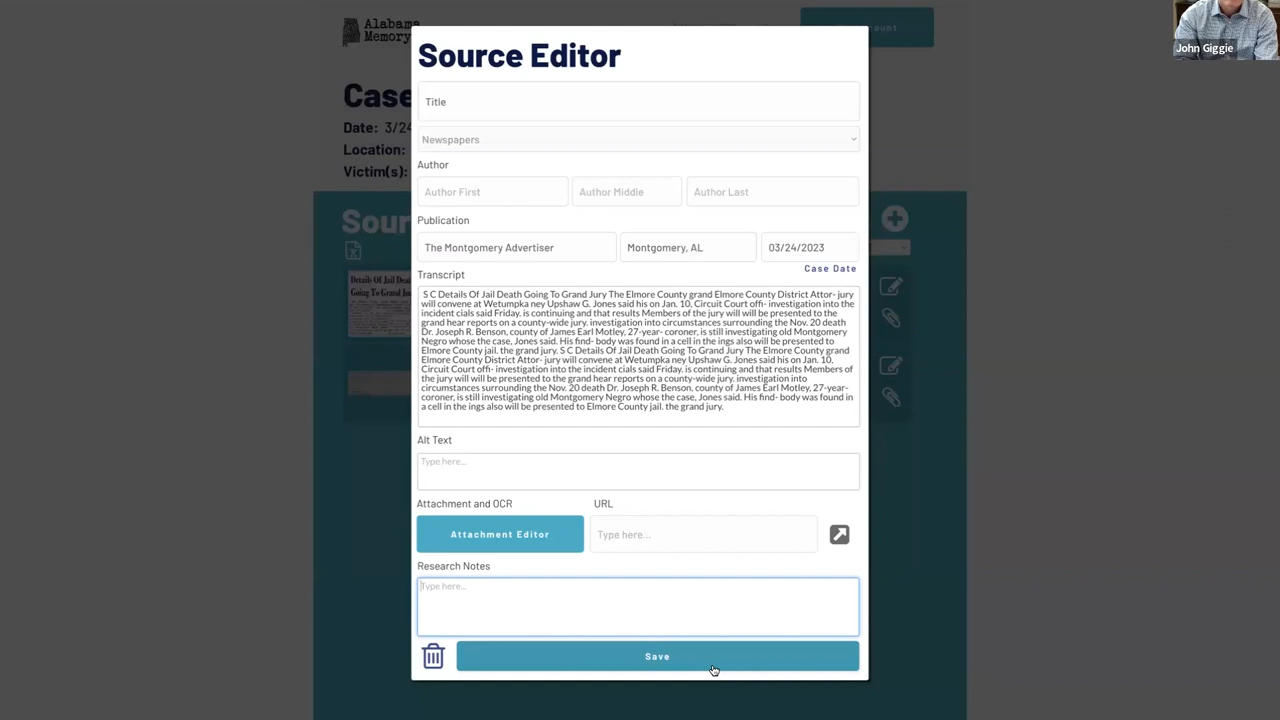 Alabama
Memory
ount
John Giggie
Source Editor
Case
Title
Date: 3/24
Newspapers
Location:
Author
Victim(s):
Author First
Author Middle
Author Last
Sour
Publication
The Montgomery Advertiser
Montgomery, AL
03/24/2023
Case Date
Transcript
Details Of Jail Dea
Going To Grand Ju
S C Details Of Jail Death Going To Grand Jury The Elmore County grand Elmore County District Attor- jury
will convene at Wetumpka ney Upshaw G. Jones said his on Jan. 10, Circuit Court offi- investigation into the
incident cials said Friday. is continuing and that results Members of the jury will will be presented to the
grand hear reports on a county-wide jury. investigation into circumstances surrounding the Nov. 20 death
Dr. Joseph R. Benson, county of James Earl Motley, 27-year- coroner, is still investigating old Montgomery
Negro whose the case, Jones said. His find- body was found in a cell in the ings also will be presented to
Elmore County jail. the grand jury. S C Details Of Jail Death Going To Grand Jury The Elmore County grand
Elmore County District Attor- jury will convene at Wetumpka ney Upshaw G. Jones said his on Jan. 10,
Circuit Court offi- investigation into the incident cials said Friday. is continuing and that results Members of
the jury will will be presented to the grand hear reports on a county-wide jury. investigation into
circumstances surrounding the Nov. 20 death Dr. Joseph R. Benson, county of James Earl Motley, 27-year-
coroner, is still investigating old Montgomery Negro whose the case, Jones said. His find- body was found in
a cell in the ings also will be presented to Elmore County jail. the grand jury.
Alt Text
Type here...
Attachment and OCR
URL
Attachment Editor
Type here...
Research Notes
Type here...
Save